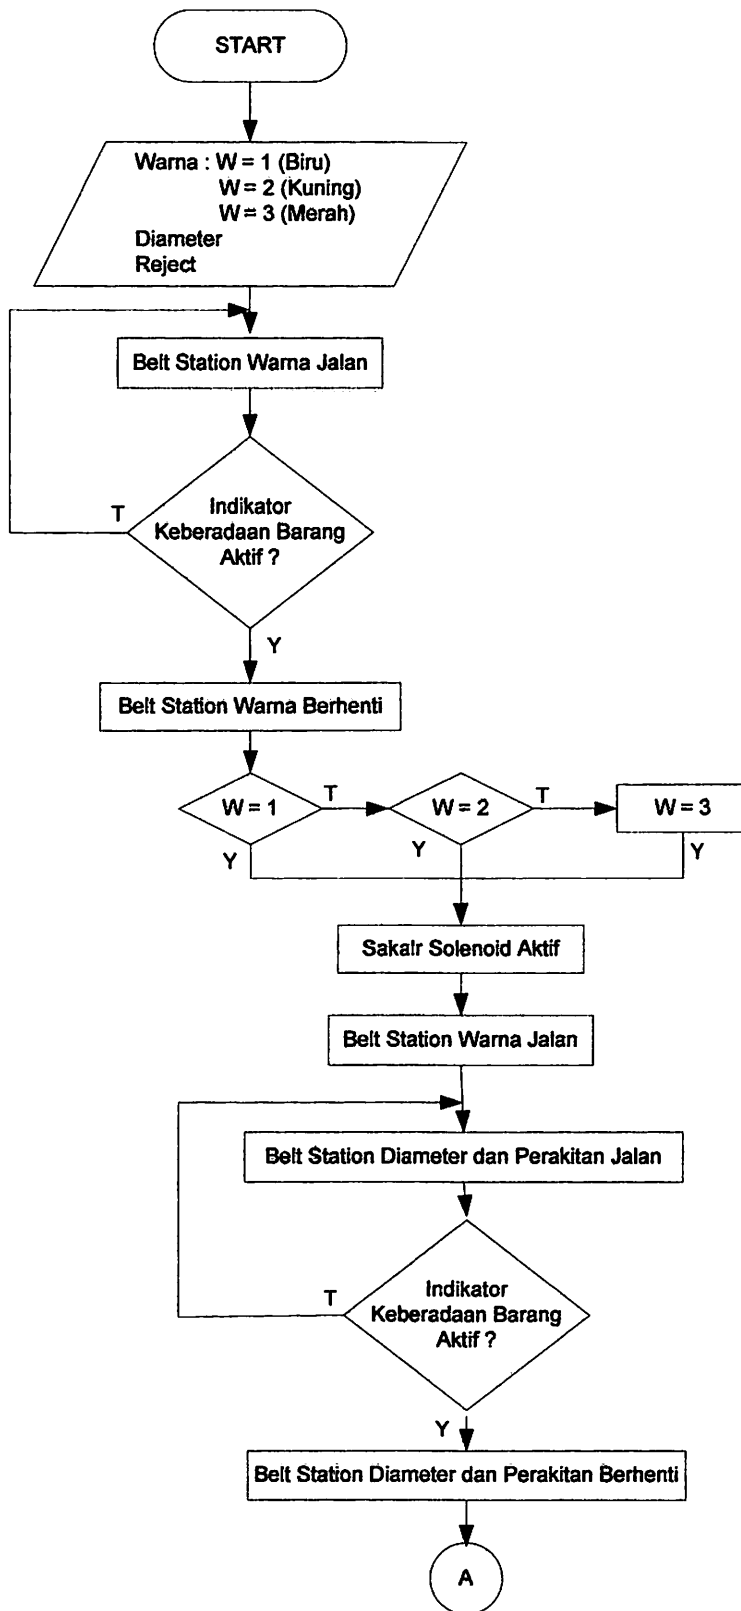 START
Warna : W = 1 (Biru)
W = 2 (Kuning)
W = 3 (Merah)
Diameter
Reject
Belt Station Warna Jalan
Indikator
Keberadaan Barang
Aktif ?
T
Y
Belt Station Warna Berhenti
W = 1
T
W = 2
T
W = 3
Y
Y
Y
Sakalr Solenoid Aktif
Belt Station Warna Jalan
Belt Station Diameter dan Perakitan Jalan
Indikator
Keberadaan Barang
Aktif ?
T
Y
Belt Station Diameter dan Perakitan Berhenti
A